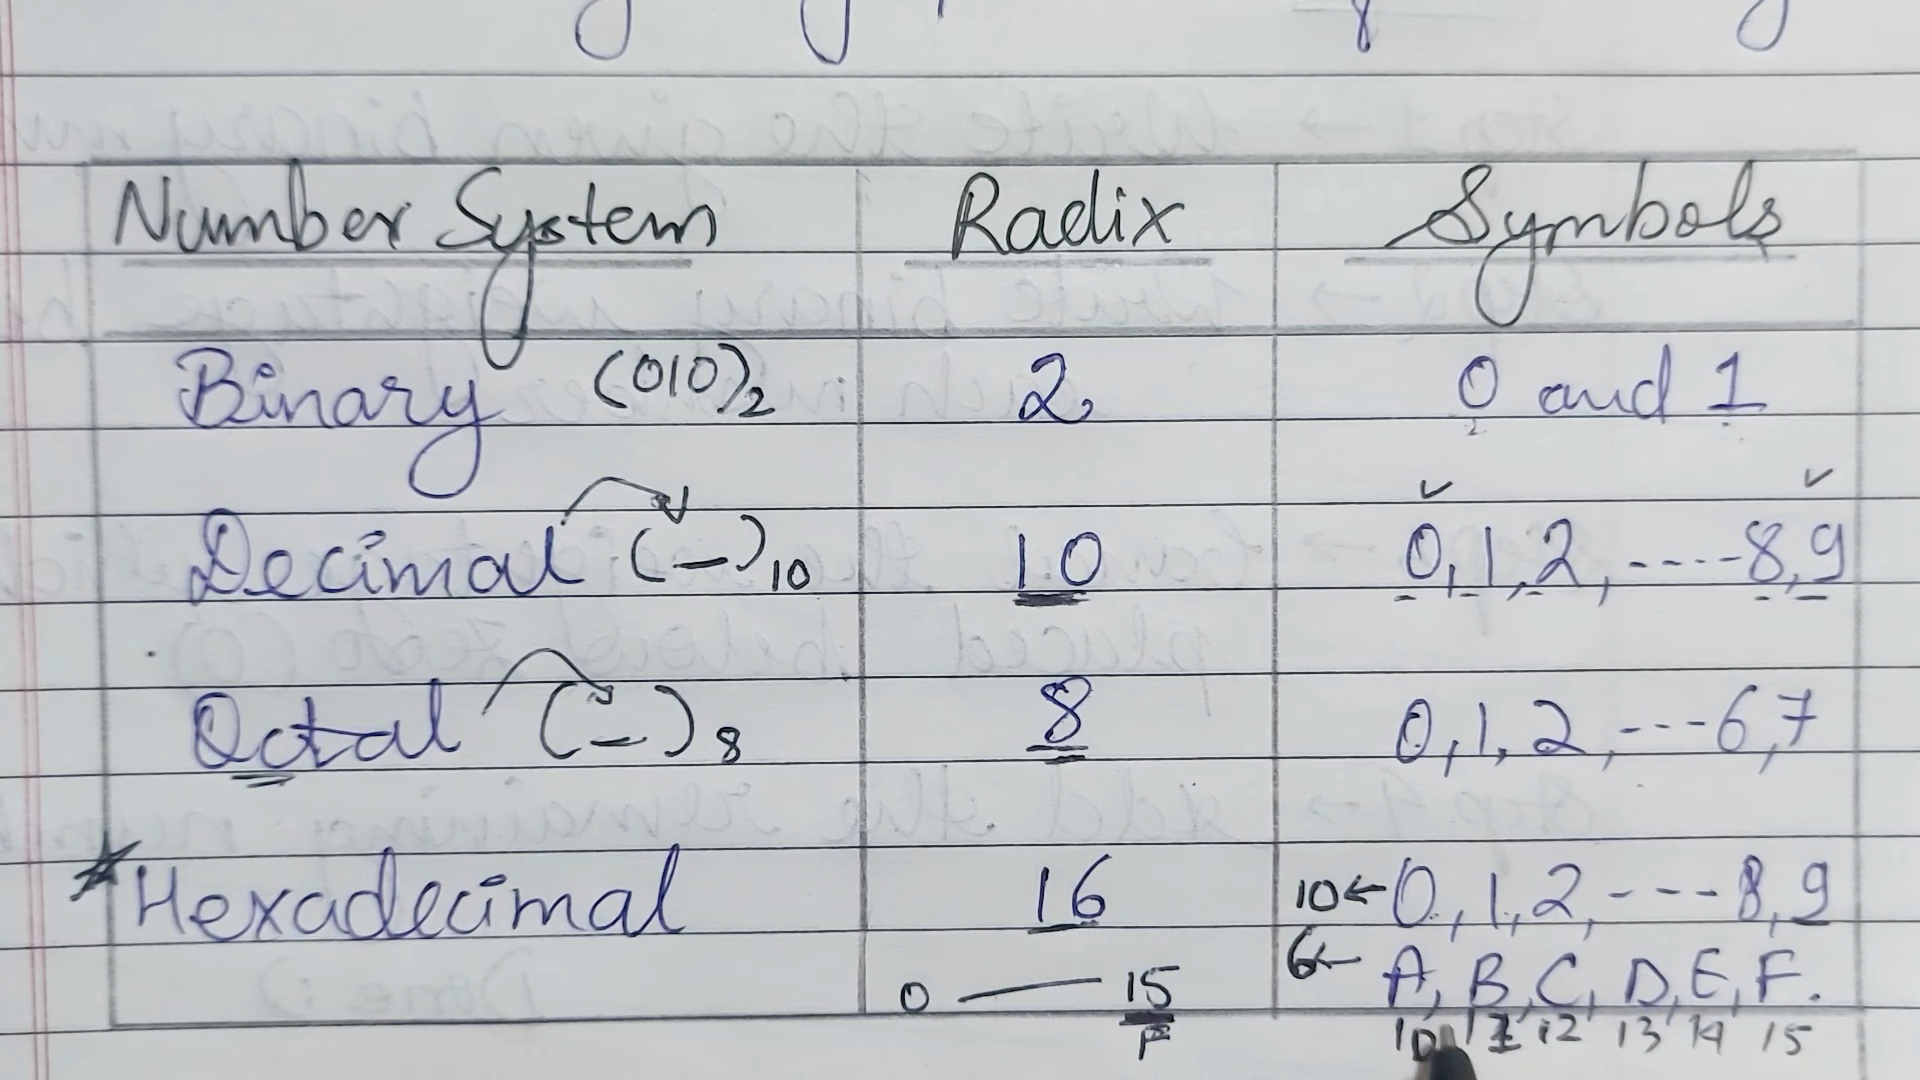 Number System Radix Symbols
Binary (010)2 2 0 and 1
Decimal (—)10 10 0,1,2,-----8,9
Octal (—)8 8 0,1,2,---6,7
Hexadecimal 16 10← 0,1,2,----8,9
0 — 15 6← A, B, C, D, E, F.
F 10 11 12 13 14 15